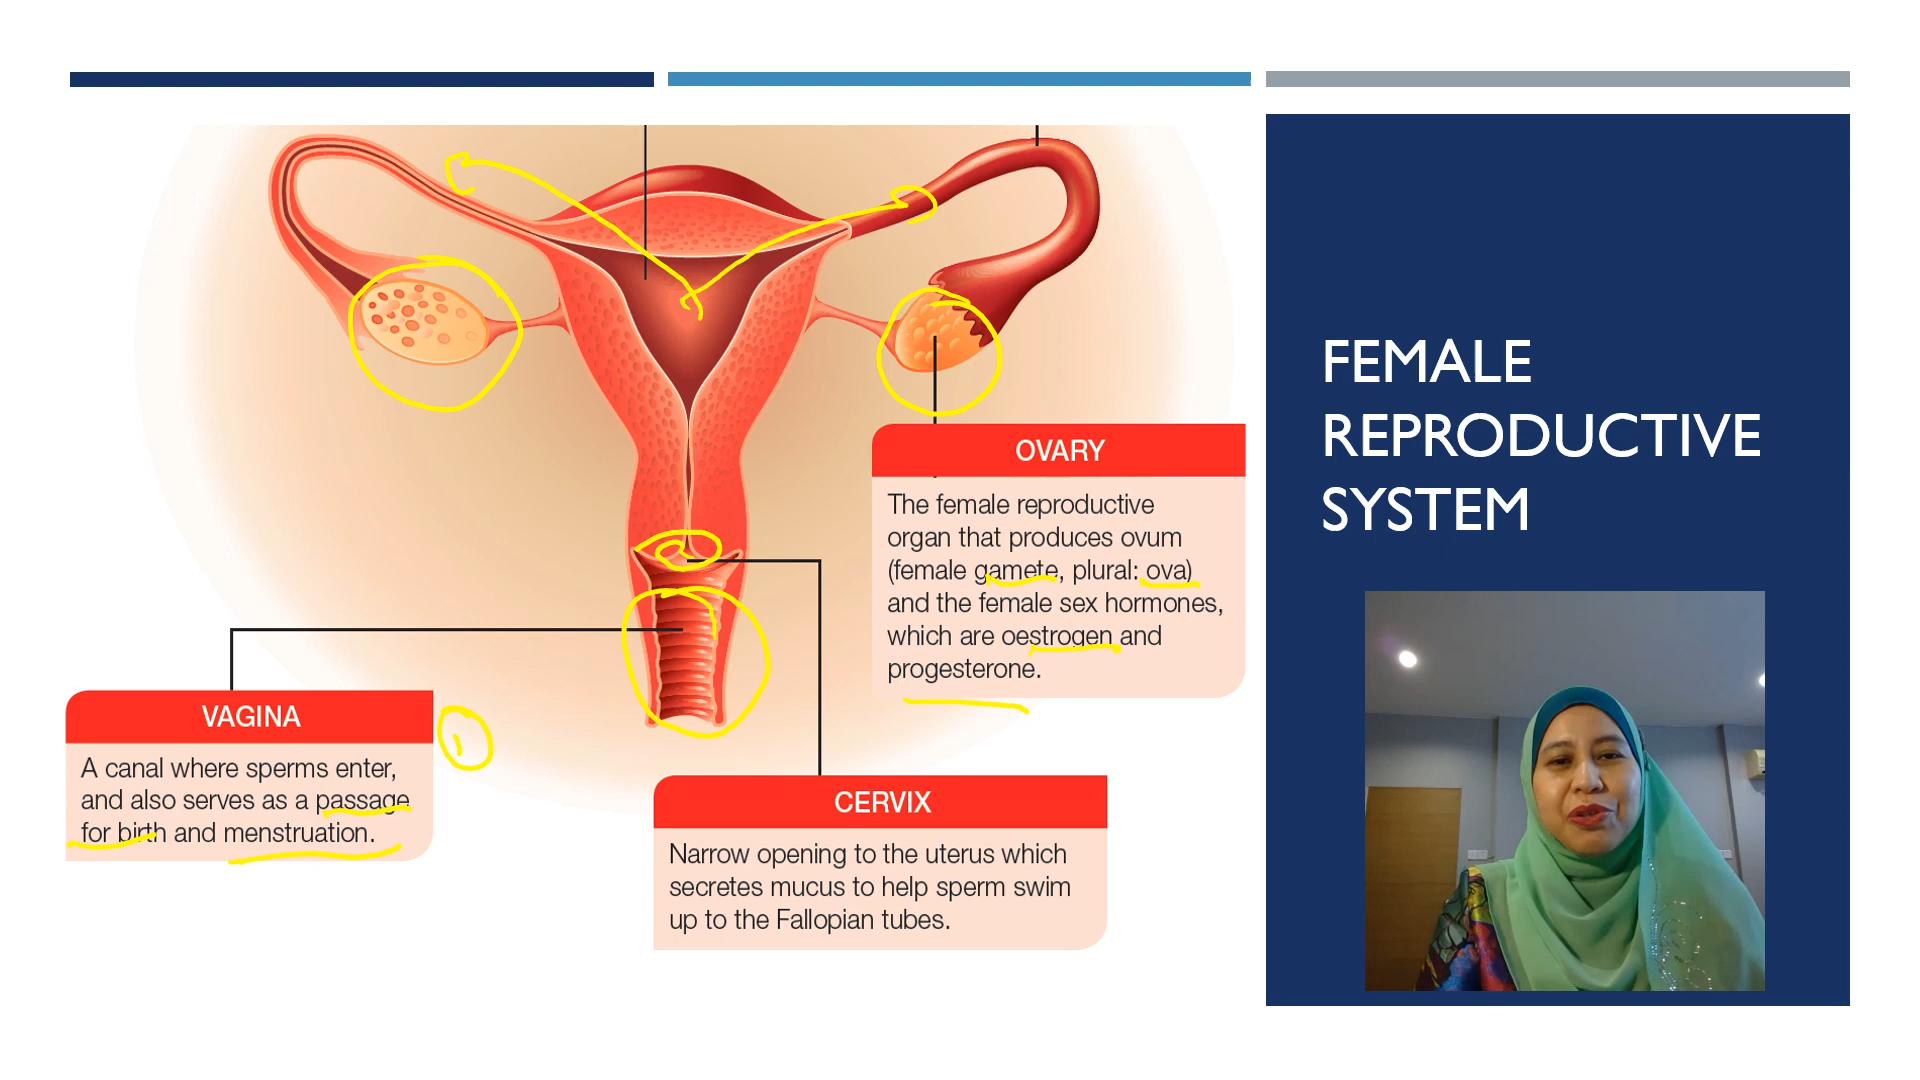 FEMALE
REPRODUCTIVE
SYSTEM
OVARY
The female reproductive
organ that produces ovum
(female gamete, plural: ova)
and the female sex hormones,
which are oestrogen and
progesterone.
VAGINA
A canal where sperms enter,
and also serves as a passage
for birth and menstruation.
CERVIX
Narrow opening to the uterus which
secretes mucus to help sperm swim
up to the Fallopian tubes.